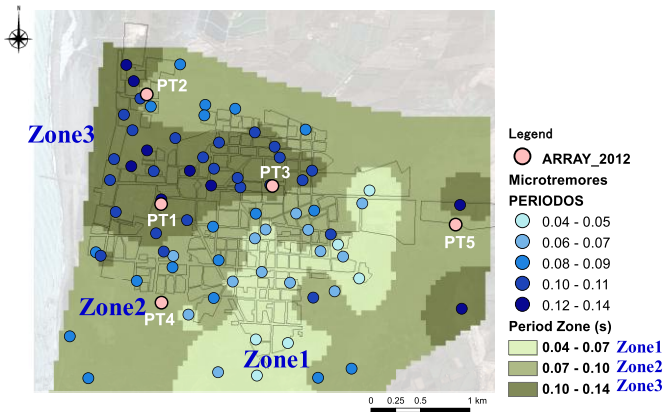 PT2
Zone3
PT3
PT1
PT5
Zone2
PT4
Zone1
Legend
ARRAY_2012
Microtremores
PERIODOS
0.04 - 0.05
0.06 - 0.07
0.08 - 0.09
0.10 - 0.11
0.12 - 0.14
Period Zone (s)
0.04 - 0.07 Zone1
0.07 - 0.10 Zone2
0.10 - 0.14 Zone3
0 0.25 0.5 1 km